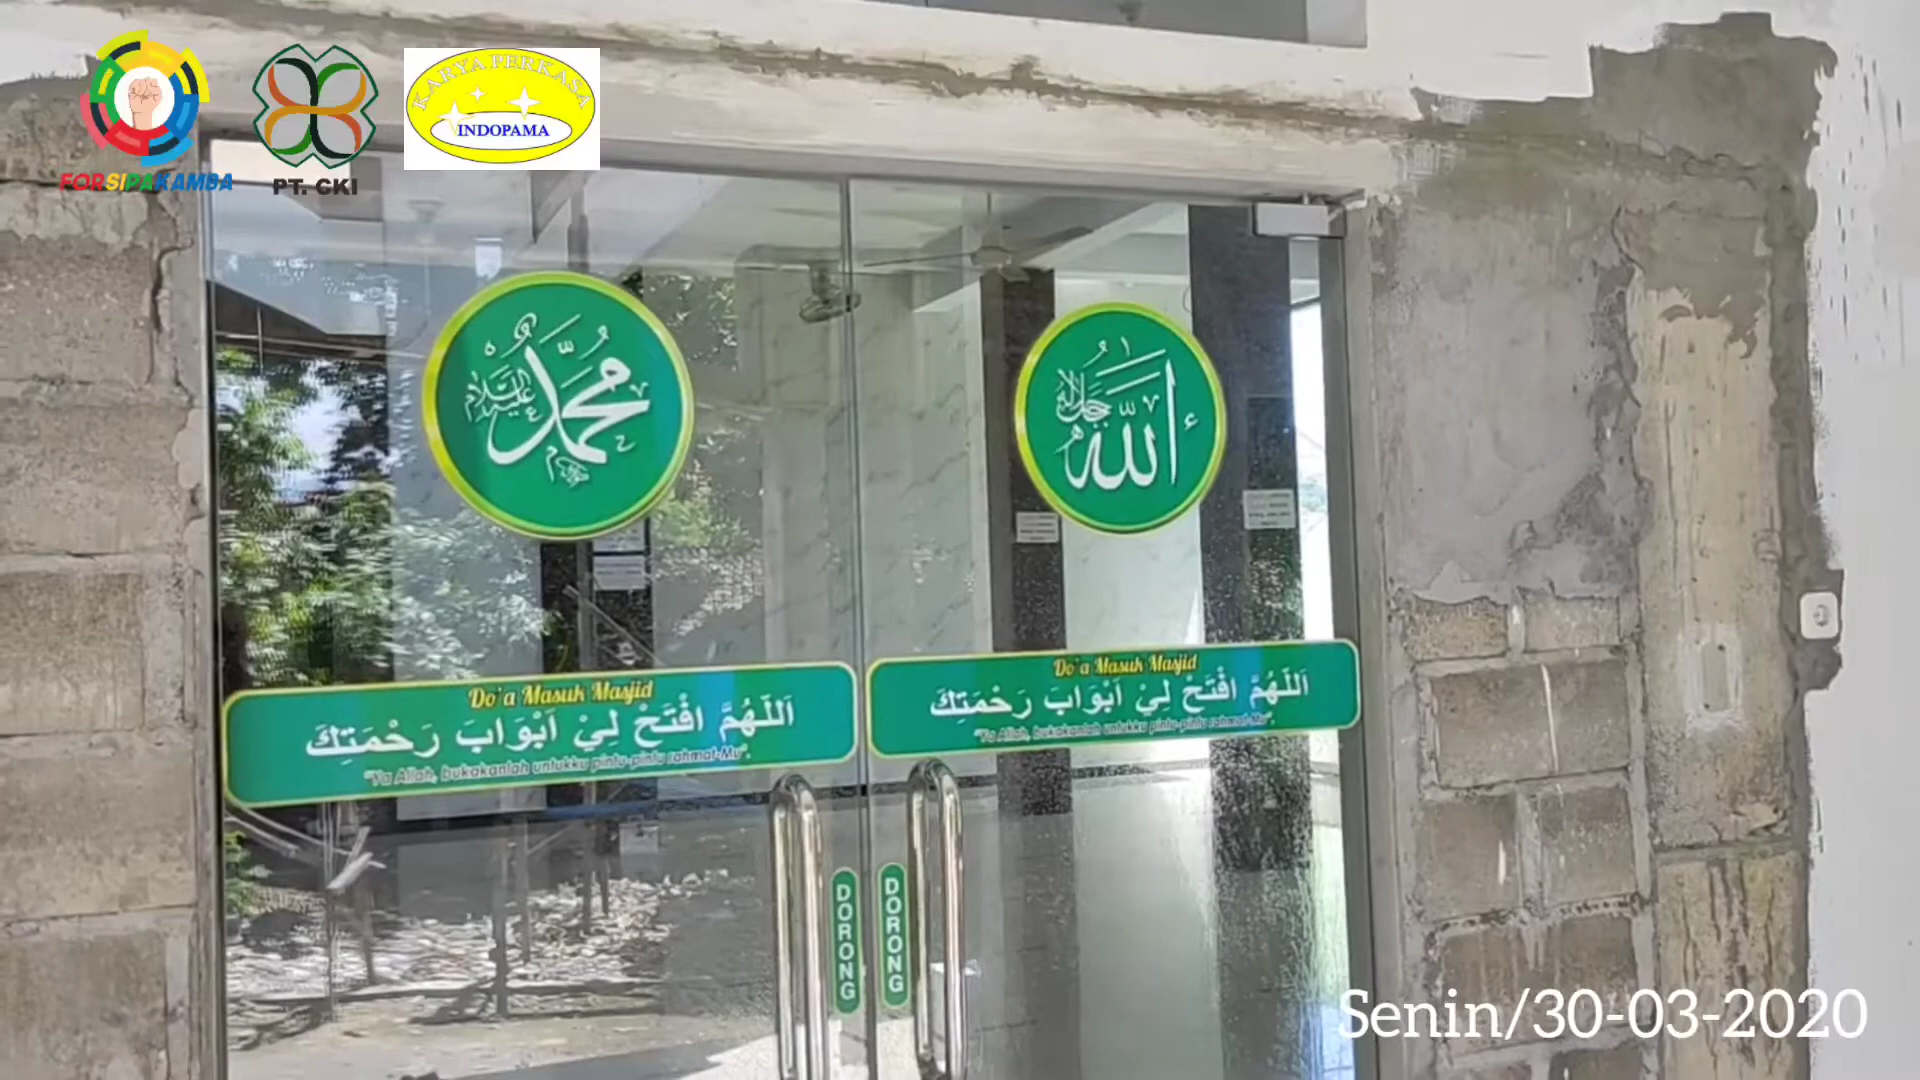 FORSIPAKAMBA
PT. CKI
KARYA PERKASA
INDOPAMA
محمد
عليه السلام
الله
جل جلاله
Do'a Masuk Masjid
اَللّٰهُمَّ افْتَحْ لِيْ اَبْوَابَ رَحْمَتِكَ
"Ya Allah, bukakanlah untukku pintu-pintu rahmat-Mu".
Do'a Masuk Masjid
اَللّٰهُمَّ افْتَحْ لِيْ اَبْوَابَ رَحْمَتِكَ
"Ya Allah, bukakanlah untukku pintu-pintu rahmat-Mu".
DORONG
DORONG
Senin/30-03-2020